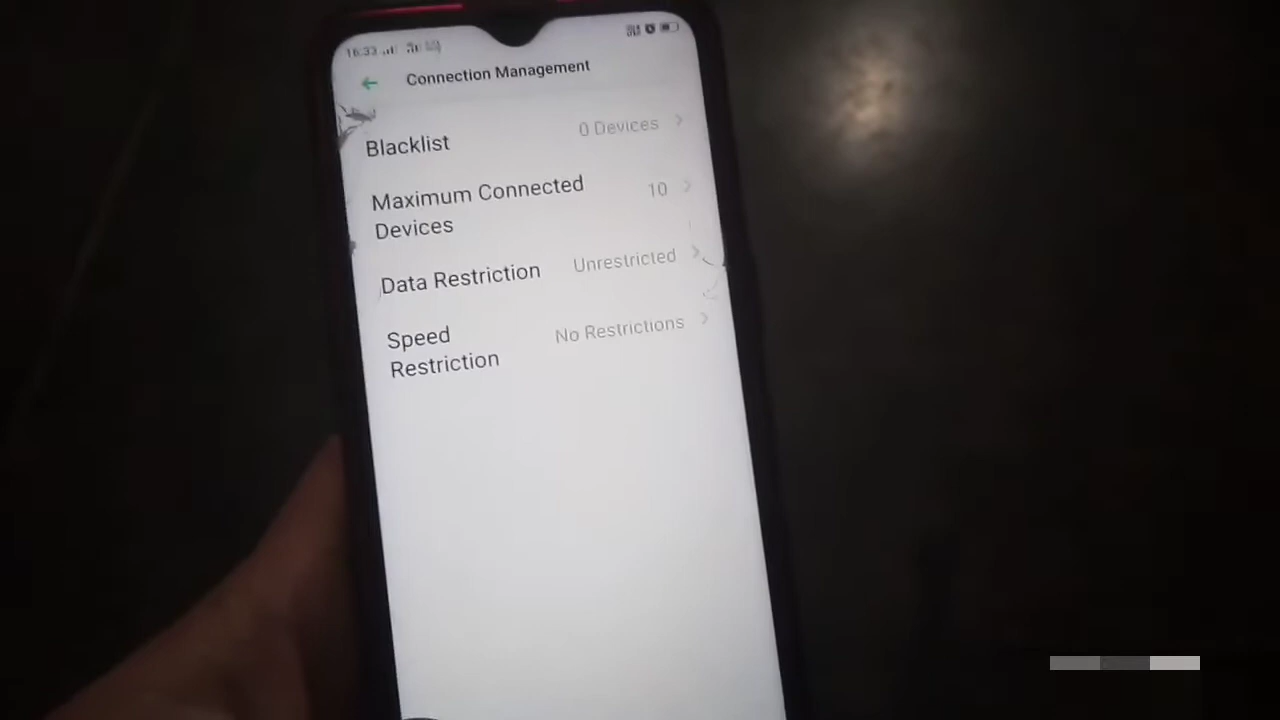 16:33
Connection Management
Blacklist 0 Devices
Maximum Connected 10
Devices
Data Restriction Unrestricted
Speed No Restrictions
Restriction